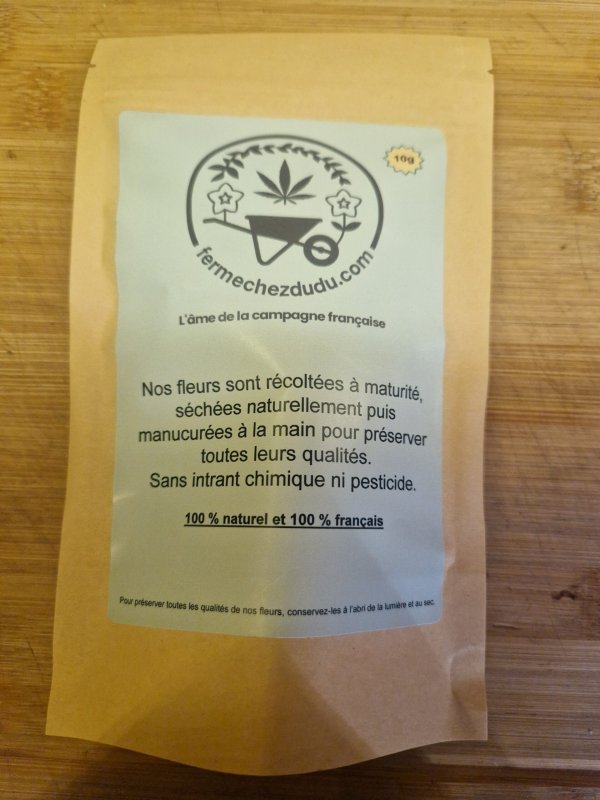 10g
fermechezdudu.com
L'âme de la campagne française
Nos fleurs sont récoltées à maturité,
séchées naturellement puis
manucurées à la main pour préserver
toutes leurs qualités.
Sans intrant chimique ni pesticide.
100 % naturel et 100 % français
Pour préserver toutes les qualités de nos fleurs, conservez-les à l'abri de la lumière et au sec.